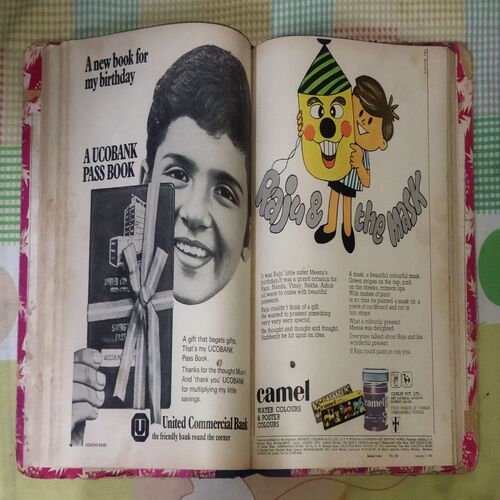 A new book for
my birthday
A UCOBANK
PASS BOOK
ACCOUNT
A gift that begets gifts.
That's my UCOBANK
Pass Book.
Thanks for the thought Mum!
And 'thank you' UCOBANK
for multiplying my little
savings.
United Commercial Bank
the friendly bank round the corner
Raju &
the mask
It was Raju' little sister Meena's
birthday. It was a grand occasion for
Raju. Nandu, Vinay, Rekha, Ashok
all were to come with beautiful
presents.
Raju couldn't think of a gift.
He wanted to present something
very very very special.
He thought and thought and thought.
Suddenly he hit upon an idea.
A mask, a beautiful colourful mask.
Green stripes on the cap, pink
on the cheeks, crimson lips.
With dashes of paint
in no time he painted a mask on a
piece of cardboard and cut in
into shape.
What a colourful present.
Meena was delighted.
Everyone talked about Raju and his
wonderful present.
If Raju could paint, so can you.
camel
WATER COLOURS
& POSTER
COLOURS
camel
CAMLIN PVT. LTD.